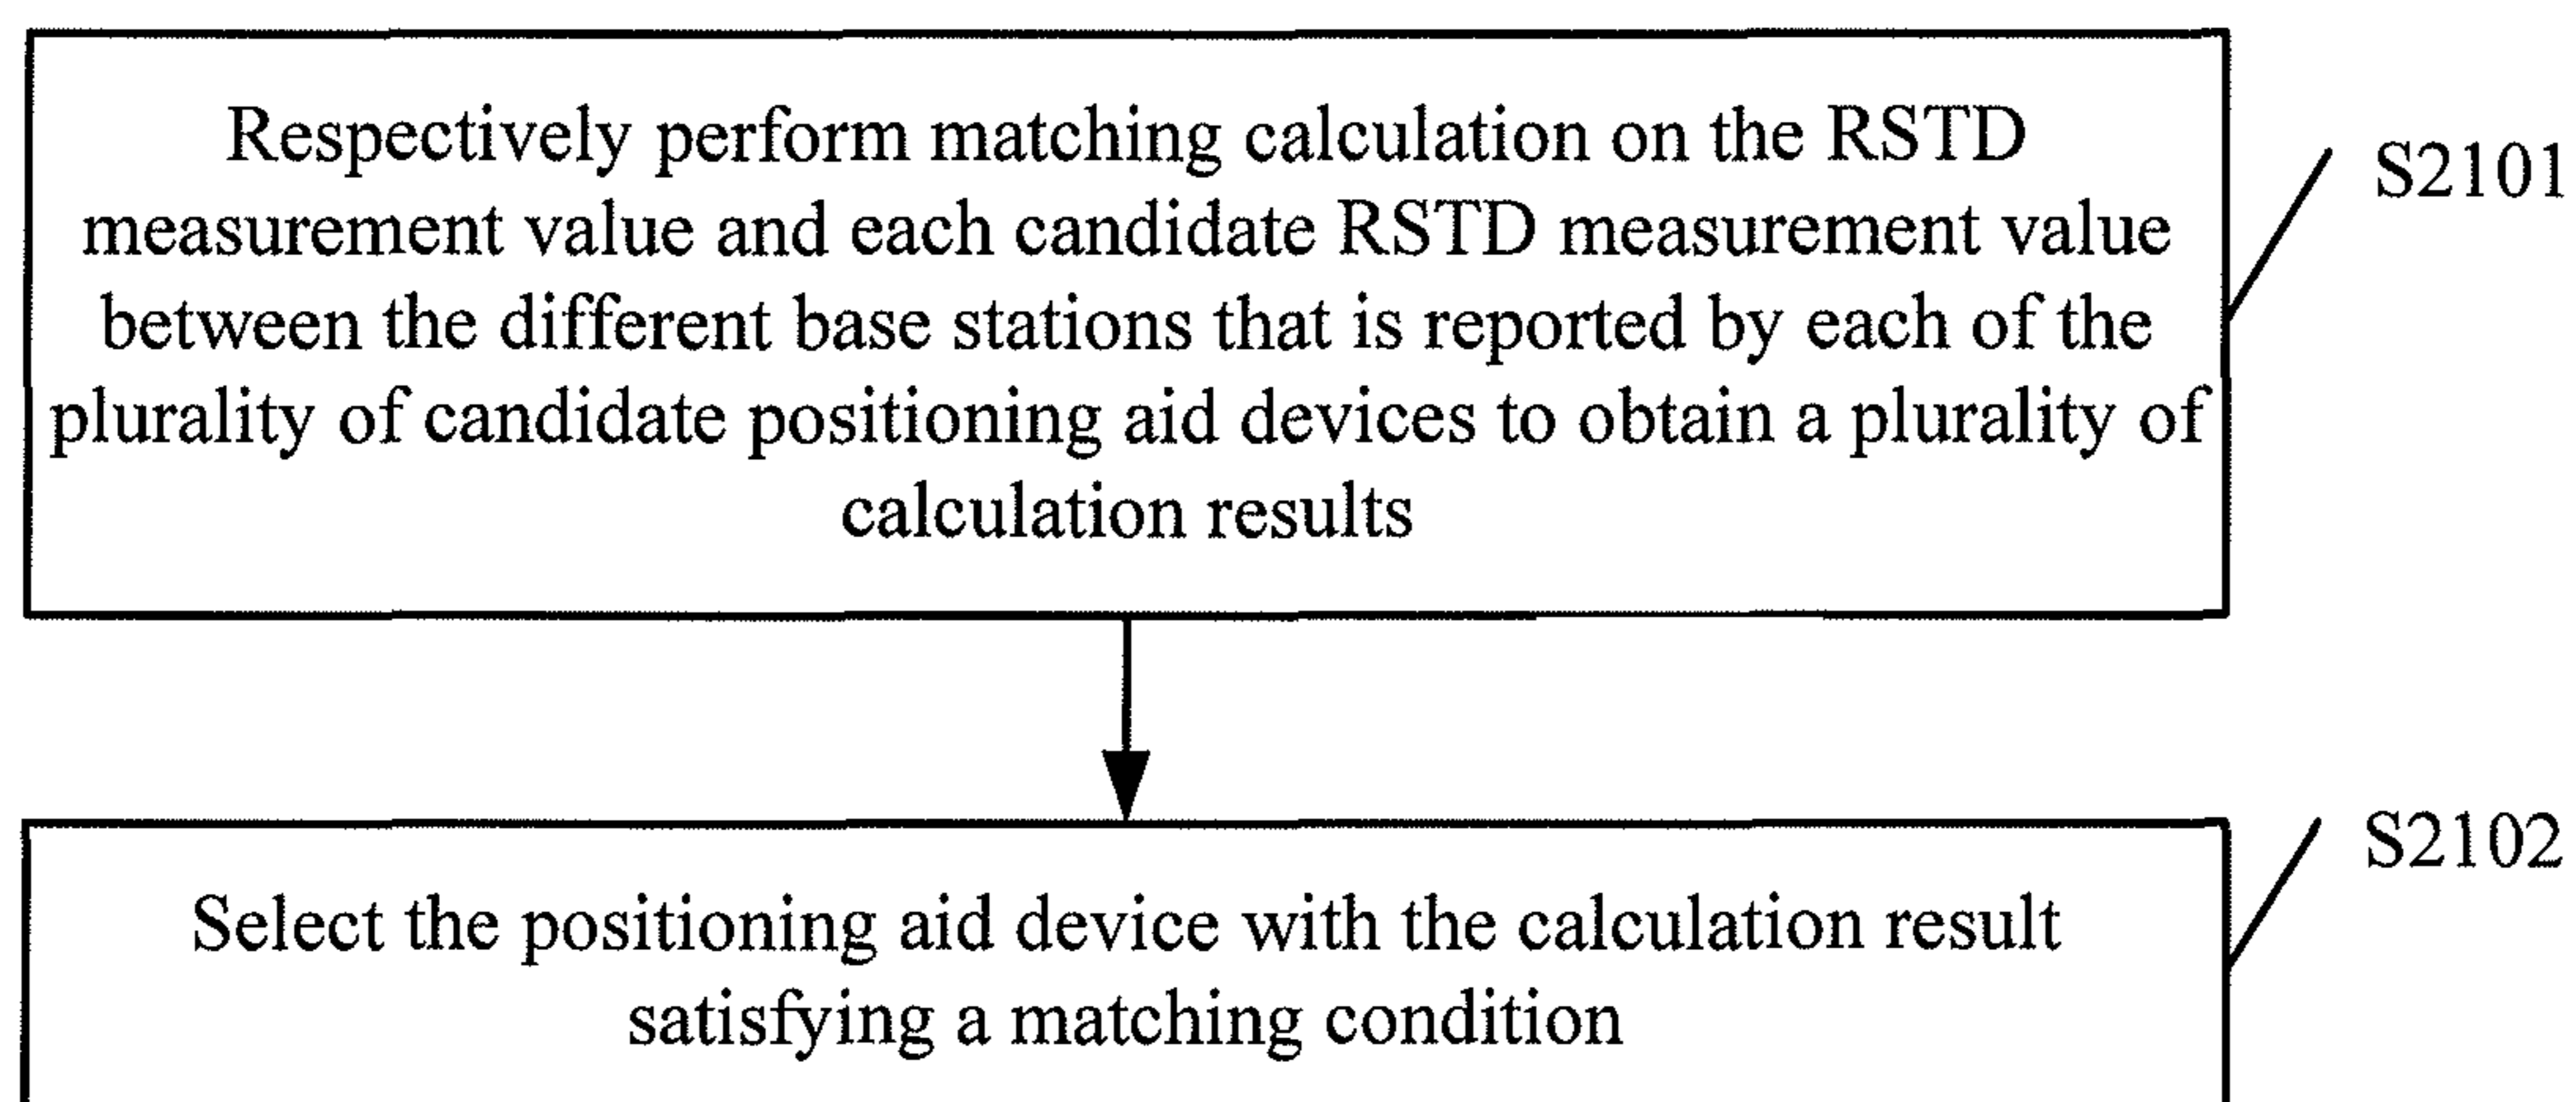 Respectively perform matching calculation on the RSTD
measurement value and each candidate RSTD measurement value
between the different base stations that is reported by each of the
plurality of candidate positioning aid devices to obtain a plurality of
calculation results
S2101
Select the positioning aid device with the calculation result
satisfying a matching condition
S2102